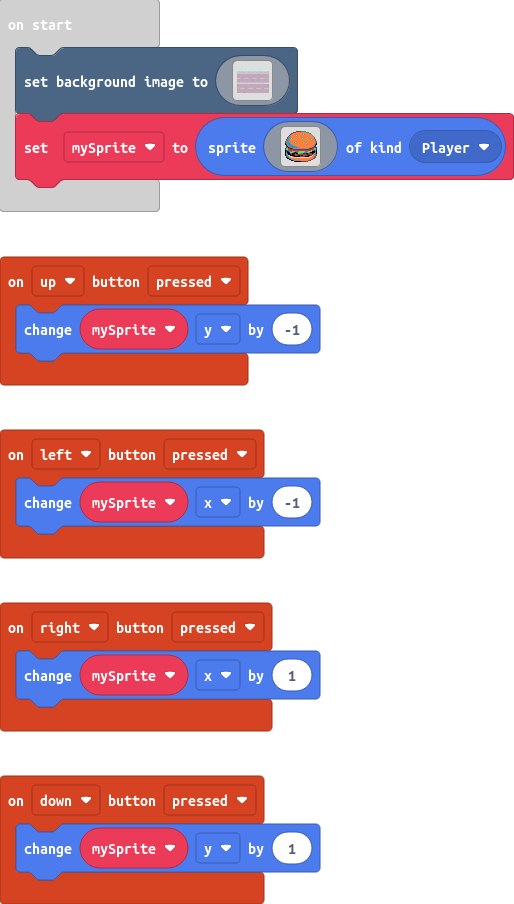 on start
set background image to
set mySprite to sprite of kind Player
on up button pressed
change mySprite y by -1
on left button pressed
change mySprite x by -1
on right button pressed
change mySprite x by 1
on down button pressed
change mySprite y by 1